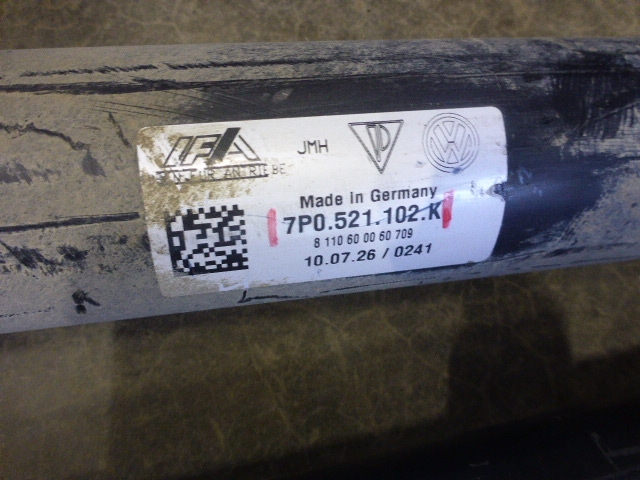 IFA
JMH
Made in Germany
7P0.521.102.K
8 110 60 00 60 709
10.07.26 / 0241